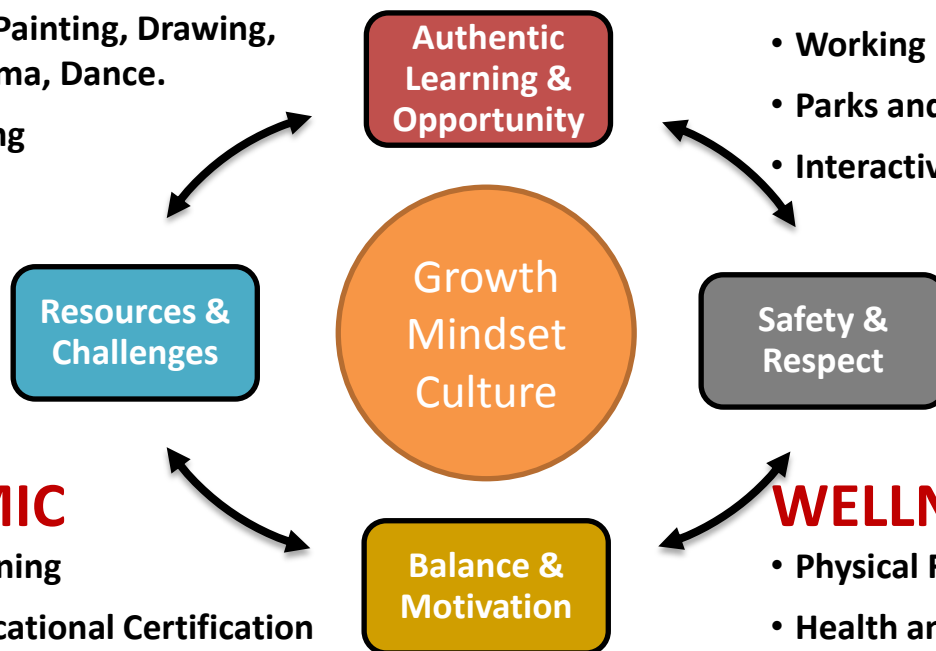 Painting, Drawing,
ma, Dance.
ng
Authentic
Learning &
Opportunity
• Working
• Parks and
• Interactiv
Resources &
Challenges
Growth
Mindset
Culture
Safety &
Respect
MIC
ning
cational Certification
Balance &
Motivation
WELLN
• Physical
• Health an